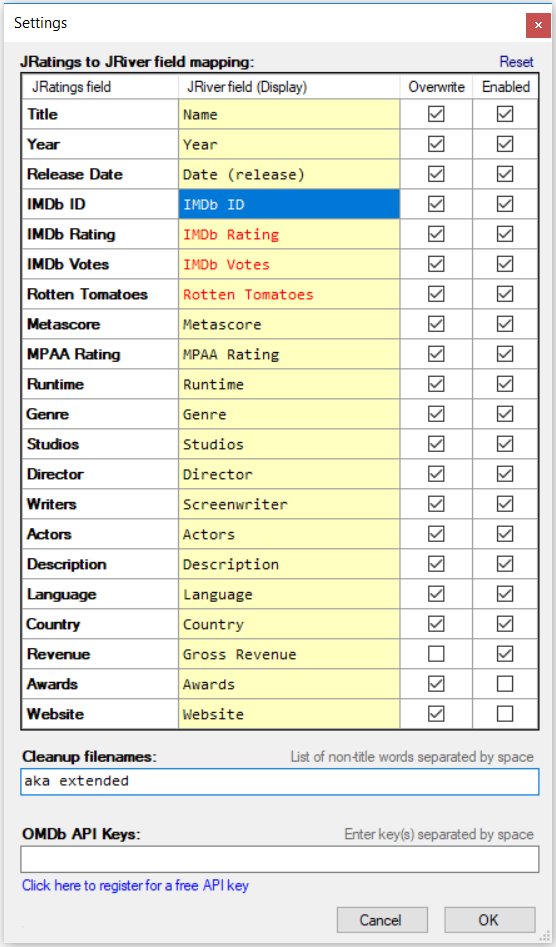 Settings
JRatings to JRiver field mapping: Reset
JRatings field JRiver field (Display) Overwrite Enabled
Title Name
Year Year
Release Date Date (release)
IMDb ID IMDb ID
IMDb Rating IMDb Rating
IMDb Votes IMDb Votes
Rotten Tomatoes Rotten Tomatoes
Metascore Metascore
MPAA Rating MPAA Rating
Runtime Runtime
Genre Genre
Studios Studios
Director Director
Writers Screenwriter
Actors Actors
Description Description
Language Language
Country Country
Revenue Gross Revenue
Awards Awards
Website Website
Cleanup filenames: List of non-title words separated by space
aka extended
OMDb API Keys: Enter key(s) separated by space
Click here to register for a free API key
Cancel OK